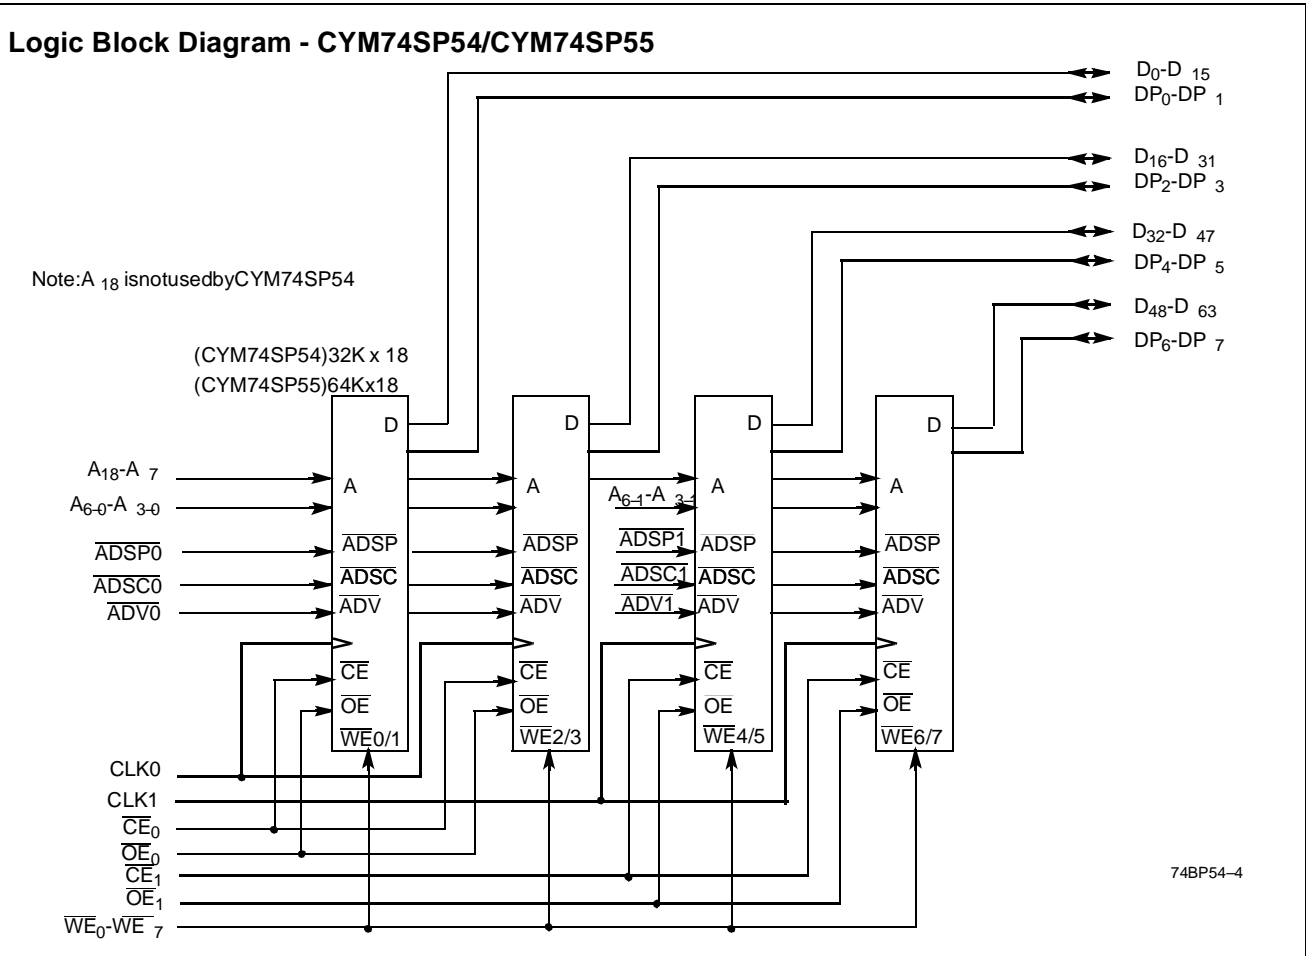 Logic Block Diagram - CYM74SP54/CYM74SP55
D0-D 15
DP0-DP 1
D16-D 31
DP2-DP 3
D32-D 47
DP4-DP 5
D48-D 63
DP6-DP 7
Note:A 18 isnotusedbyCYM74SP54
(CYM74SP54)32K x 18
(CYM74SP55)64Kx18
D D D D
A18-A 7
A A A A
A6-0-A 3-0
A6-1-A 3-1
ADSP0 ADSP ADSP ADSP1 ADSP ADSP
ADSC0 ADSC ADSC ADSC1 ADSC ADSC
ADV0 ADV ADV ADV1 ADV ADV
CE CE CE CE
OE OE OE OE
WE0/1 WE2/3 WE4/5 WE6/7
CLK0
CLK1
CE0
OE0
CE1
OE1
WE0-WE 7
74BP54–4